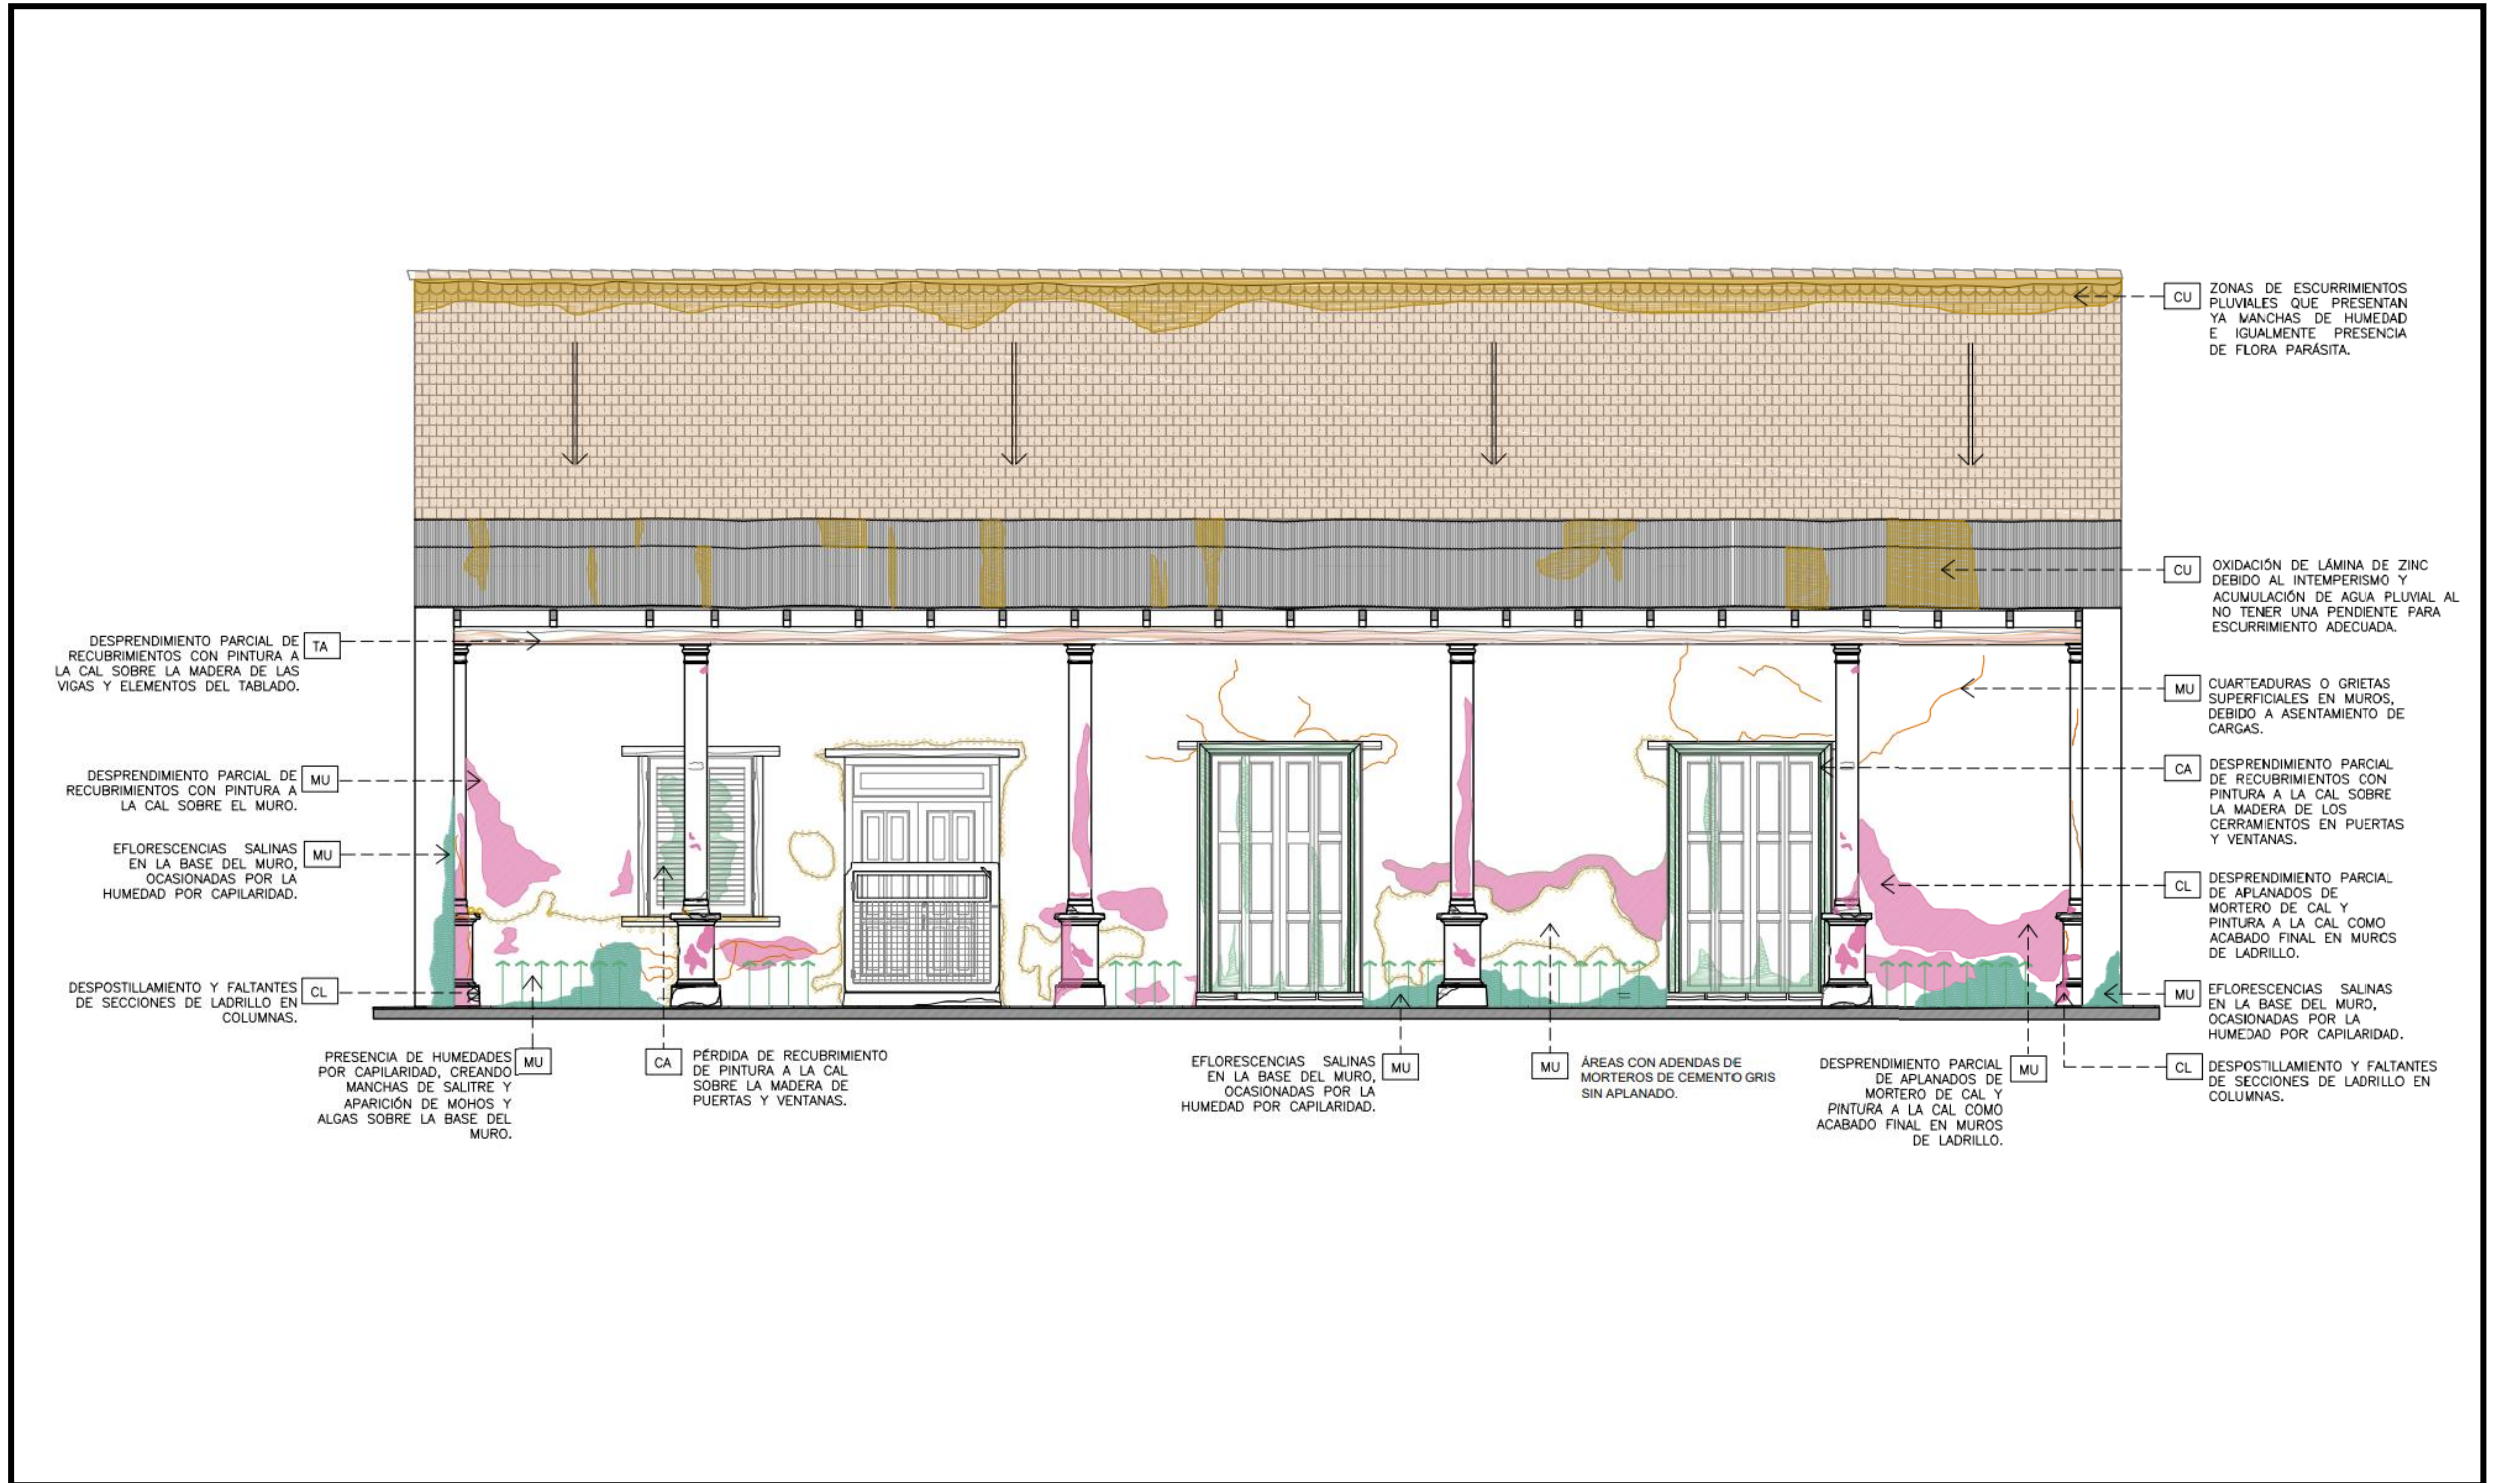 CU
ZONAS DE ESCURRIMIENTOS
PLUVIALES QUE PRESENTAN
YA MANCHAS DE HUMEDAD
E IGUALMENTE PRESENCIA
DE FLORA PARÁSITA.
CU
OXIDACIÓN DE LÁMINA DE ZINC
DEBIDO AL INTEMPERISMO Y
ACUMULACIÓN DE AGUA PLUVIAL AL
NO TENER UNA PENDIENTE PARA
ESCURRIMIENTO ADECUADA.
DESPRENDIMIENTO PARCIAL DE
RECUBRIMIENTOS CON PINTURA A
LA CAL SOBRE LA MADERA DE LAS
VIGAS Y ELEMENTOS DEL TABLADO.
TA
MU
CUARTEADURAS O GRIETAS
SUPERFICIALES EN MUROS,
DEBIDO A ASENTAMIENTO DE
CARGAS.
DESPRENDIMIENTO PARCIAL DE
RECUBRIMIENTOS CON PINTURA A
LA CAL SOBRE EL MURO.
MU
CA
DESPRENDIMIENTO PARCIAL
DE RECUBRIMIENTOS CON
PINTURA A LA CAL SOBRE
LA MADERA DE LOS
CERRAMIENTOS EN PUERTAS
Y VENTANAS.
EFLORESCENCIAS SALINAS
EN LA BASE DEL MURO,
OCASIONADAS POR LA
HUMEDAD POR CAPILARIDAD.
MU
CL
DESPRENDIMIENTO PARCIAL
DE APLANADOS DE
MORTERO DE CAL Y
PINTURA A LA CAL COMO
ACABADO FINAL EN MUROS
DE LADRILLO.
DESPOSTILLAMIENTO Y FALTANTES
DE SECCIONES DE LADRILLO EN
COLUMNAS.
CL
MU
EFLORESCENCIAS SALINAS
EN LA BASE DEL MURO,
OCASIONADAS POR LA
HUMEDAD POR CAPILARIDAD.
PRESENCIA DE HUMEDADES
POR CAPILARIDAD, CREANDO
MANCHAS DE SALITRE Y
APARICIÓN DE MOHOS Y
ALGAS SOBRE LA BASE DEL
MURO.
MU
CA
PÉRDIDA DE RECUBRIMIENTO
DE PINTURA A LA CAL
SOBRE LA MADERA DE
PUERTAS Y VENTANAS.
EFLORESCENCIAS SALINAS
EN LA BASE DEL MURO,
OCASIONADAS POR LA
HUMEDAD POR CAPILARIDAD.
MU
MU
ÁREAS CON ADENDAS DE
MORTEROS DE CEMENTO GRIS
SIN APLANADO.
DESPRENDIMIENTO PARCIAL
DE APLANADOS DE
MORTERO DE CAL Y
PINTURA A LA CAL COMO
ACABADO FINAL EN MUROS
DE LADRILLO.
MU
CL
DESPOSTILLAMIENTO Y FALTANTES
DE SECCIONES DE LADRILLO EN
COLUMNAS.